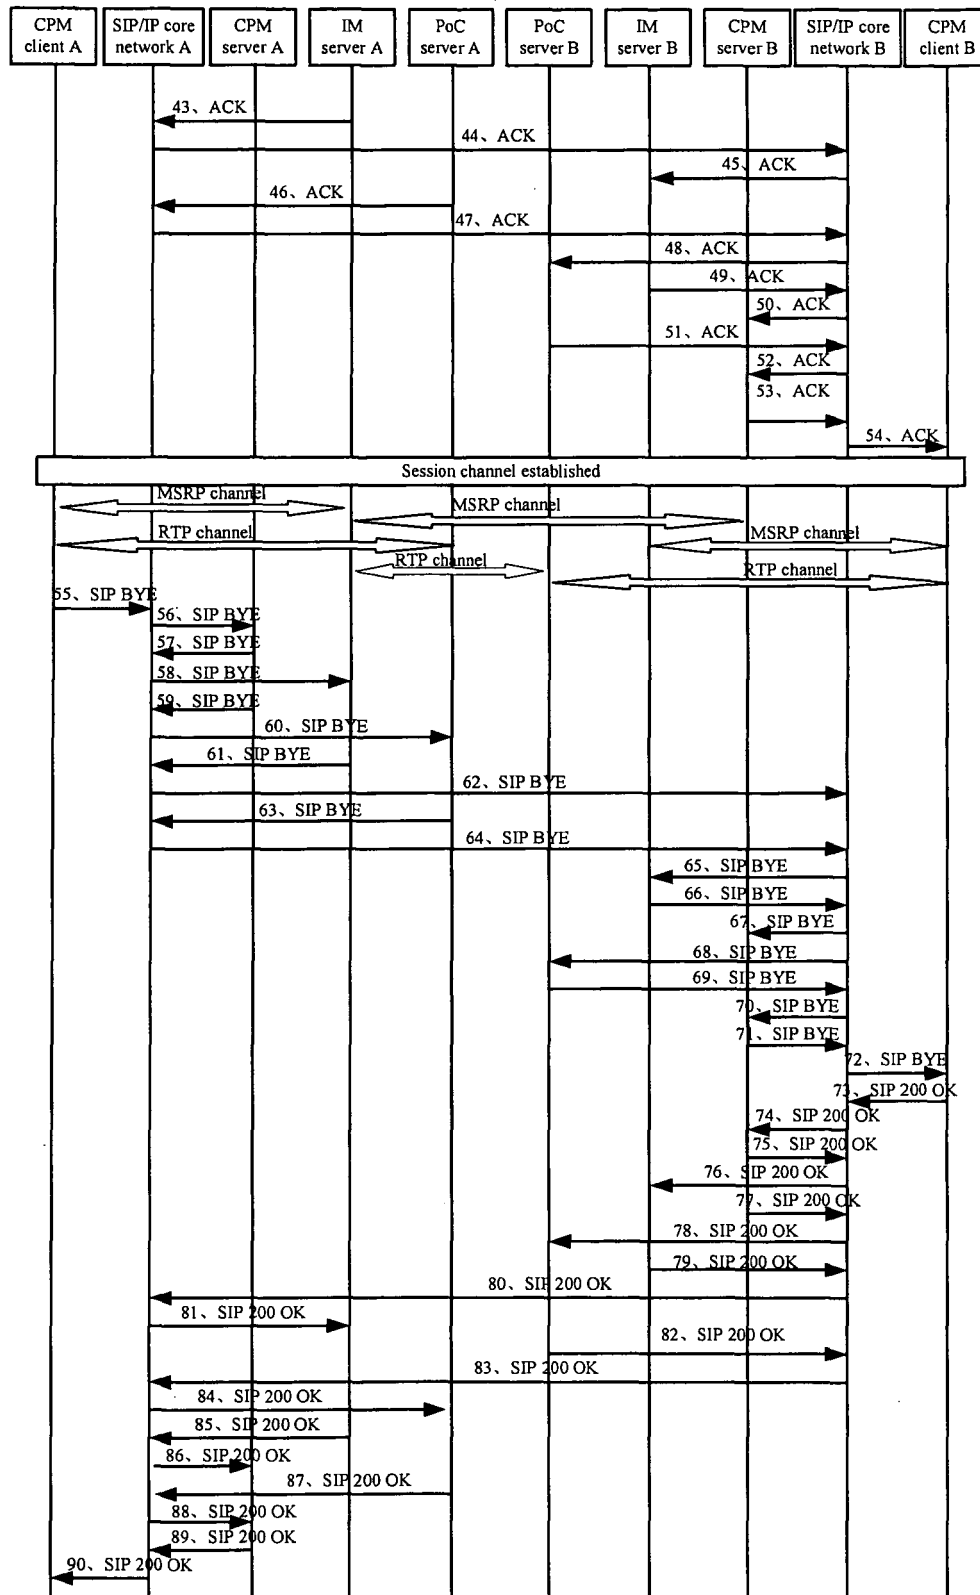 CPM
client A
SIP/IP core
network A
CPM
server A
IM
server A
PoC
server A
PoC
server B
IM
server B
CPM
server B
SIP/IP core
network B
CPM
client B
43、ACK
44、ACK
45、ACK
46、ACK
47、ACK
48、ACK
49、ACK
50、ACK
51、ACK
52、ACK
53、ACK
54、ACK
Session channel established
MSRP channel
MSRP channel
RTP channel
MSRP channel
RTP channel
RTP channel
55、SIP BYE
56、SIP BYE
57、SIP BYE
58、SIP BYE
59、SIP BYE
60、SIP BYE
61、SIP BYE
62、SIP BYE
63、SIP BYE
64、SIP BYE
65、SIP BYE
66、SIP BYE
67、SIP BYE
68、SIP BYE
69、SIP BYE
70、SIP BYE
71、SIP BYE
72、SIP BYE
73、SIP 200 OK
74、SIP 200 OK
75、SIP 200 OK
76、SIP 200 OK
77、SIP 200 OK
78、SIP 200 OK
79、SIP 200 OK
80、SIP 200 OK
81、SIP 200 OK
82、SIP 200 OK
83、SIP 200 OK
84、SIP 200 OK
85、SIP 200 OK
86、SIP 200 OK
87、SIP 200 OK
88、SIP 200 OK
89、SIP 200 OK
90、SIP 200 OK